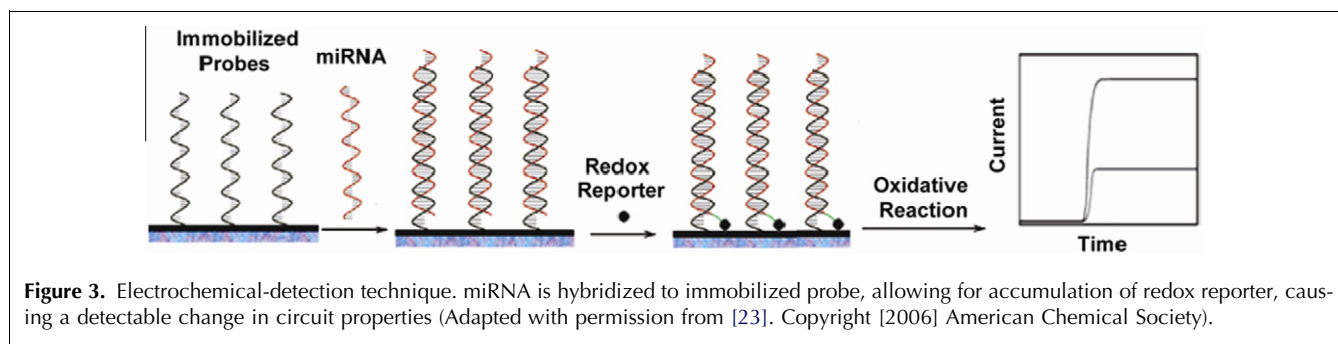 Immobilized
Probes
miRNA
Redox
Reporter
Oxidative
Reaction
Current
Time
Figure 3. Electrochemical-detection technique. miRNA is hybridized to immobilized probe, allowing for accumulation of redox reporter, caus-
ing a detectable change in circuit properties (Adapted with permission from [23]. Copyright [2006] American Chemical Society).